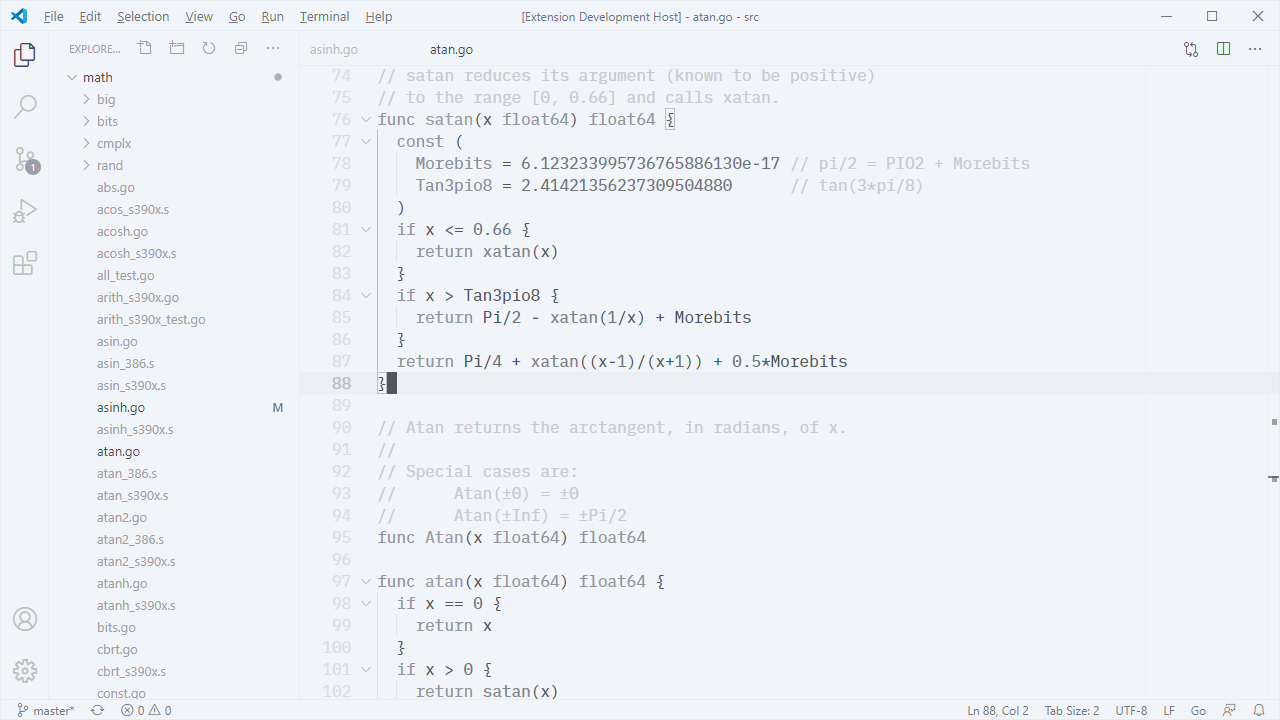 File Edit Selection View Go Run Terminal Help [Extension Development Host] - atan.go - src
EXPLORE...
asinh.go atan.go
math
big
bits
cmplx
rand
abs.go
acos_s390x.s
acosh.go
acosh_s390x.s
all_test.go
arith_s390x.go
arith_s390x_test.go
asin.go
asin_386.s
asin_s390x.s
asinh.go M
asinh_s390x.s
atan.go
atan_386.s
atan_s390x.s
atan2.go
atan2_386.s
atan2_s390x.s
atanh.go
atanh_s390x.s
bits.go
cbrt.go
cbrt_s390x.s
const.go
1
74 // satan reduces its argument (known to be positive)
75 // to the range [0, 0.66] and calls xatan.
76 func satan(x float64) float64 {
77 const (
78 Morebits = 6.123233995736765886130e-17 // pi/2 = PIO2 + Morebits
79 Tan3pio8 = 2.41421356237309504880 // tan(3*pi/8)
80 )
81 if x <= 0.66 {
82 return xatan(x)
83 }
84 if x > Tan3pio8 {
85 return Pi/2 - xatan(1/x) + Morebits
86 }
87 return Pi/4 + xatan((x-1)/(x+1)) + 0.5*Morebits
88 }
89
90 // Atan returns the arctangent, in radians, of x.
91 //
92 // Special cases are:
93 // Atan(±0) = ±0
94 // Atan(±Inf) = ±Pi/2
95 func Atan(x float64) float64
96
97 func atan(x float64) float64 {
98 if x == 0 {
99 return x
100 }
101 if x > 0 {
102 return satan(x)
master* 0 0 Ln 88, Col 2 Tab Size: 2 UTF-8 LF Go